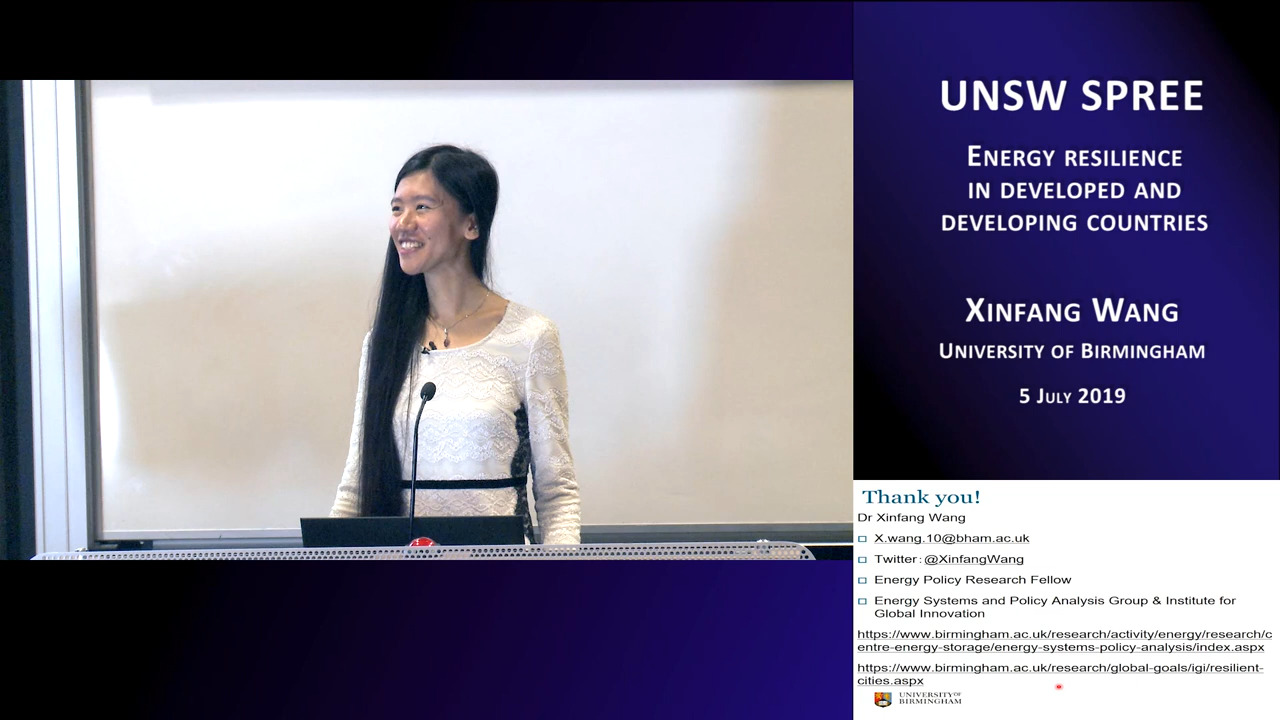 UNSW SPREE
ENERGY RESILIENCE
IN DEVELOPED AND
DEVELOPING COUNTRIES
XINFANG WANG
UNIVERSITY OF BIRMINGHAM
5 JULY 2019
Thank you!
Dr Xinfang Wang
X.wang.10@bham.ac.uk
Twitter: @XinfangWang
Energy Policy Research Fellow
Energy Systems and Policy Analysis Group & Institute for
Global Innovation
https://www.birmingham.ac.uk/research/activity/energy/research/c
entre-energy-storage/energy-systems-policy-analysis/index.aspx
https://www.birmingham.ac.uk/research/global-goals/igi/resilient-
cities.aspx
UNIVERSITY OF
BIRMINGHAM